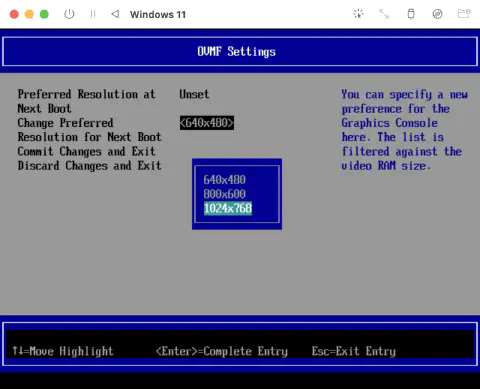 Windows 11
OVMF Settings
Preferred Resolution at Unset You can specify a new
Next Boot preference for the
Change Preferred <640x480> Graphics Console
Resolution for Next Boot here. The list is
Commit Changes and Exit filtered against the
Discard Changes and Exit video RAM size.
640x480
800x600
1024x768
↑↓=Move Highlight <Enter>=Complete Entry Esc=Exit Entry